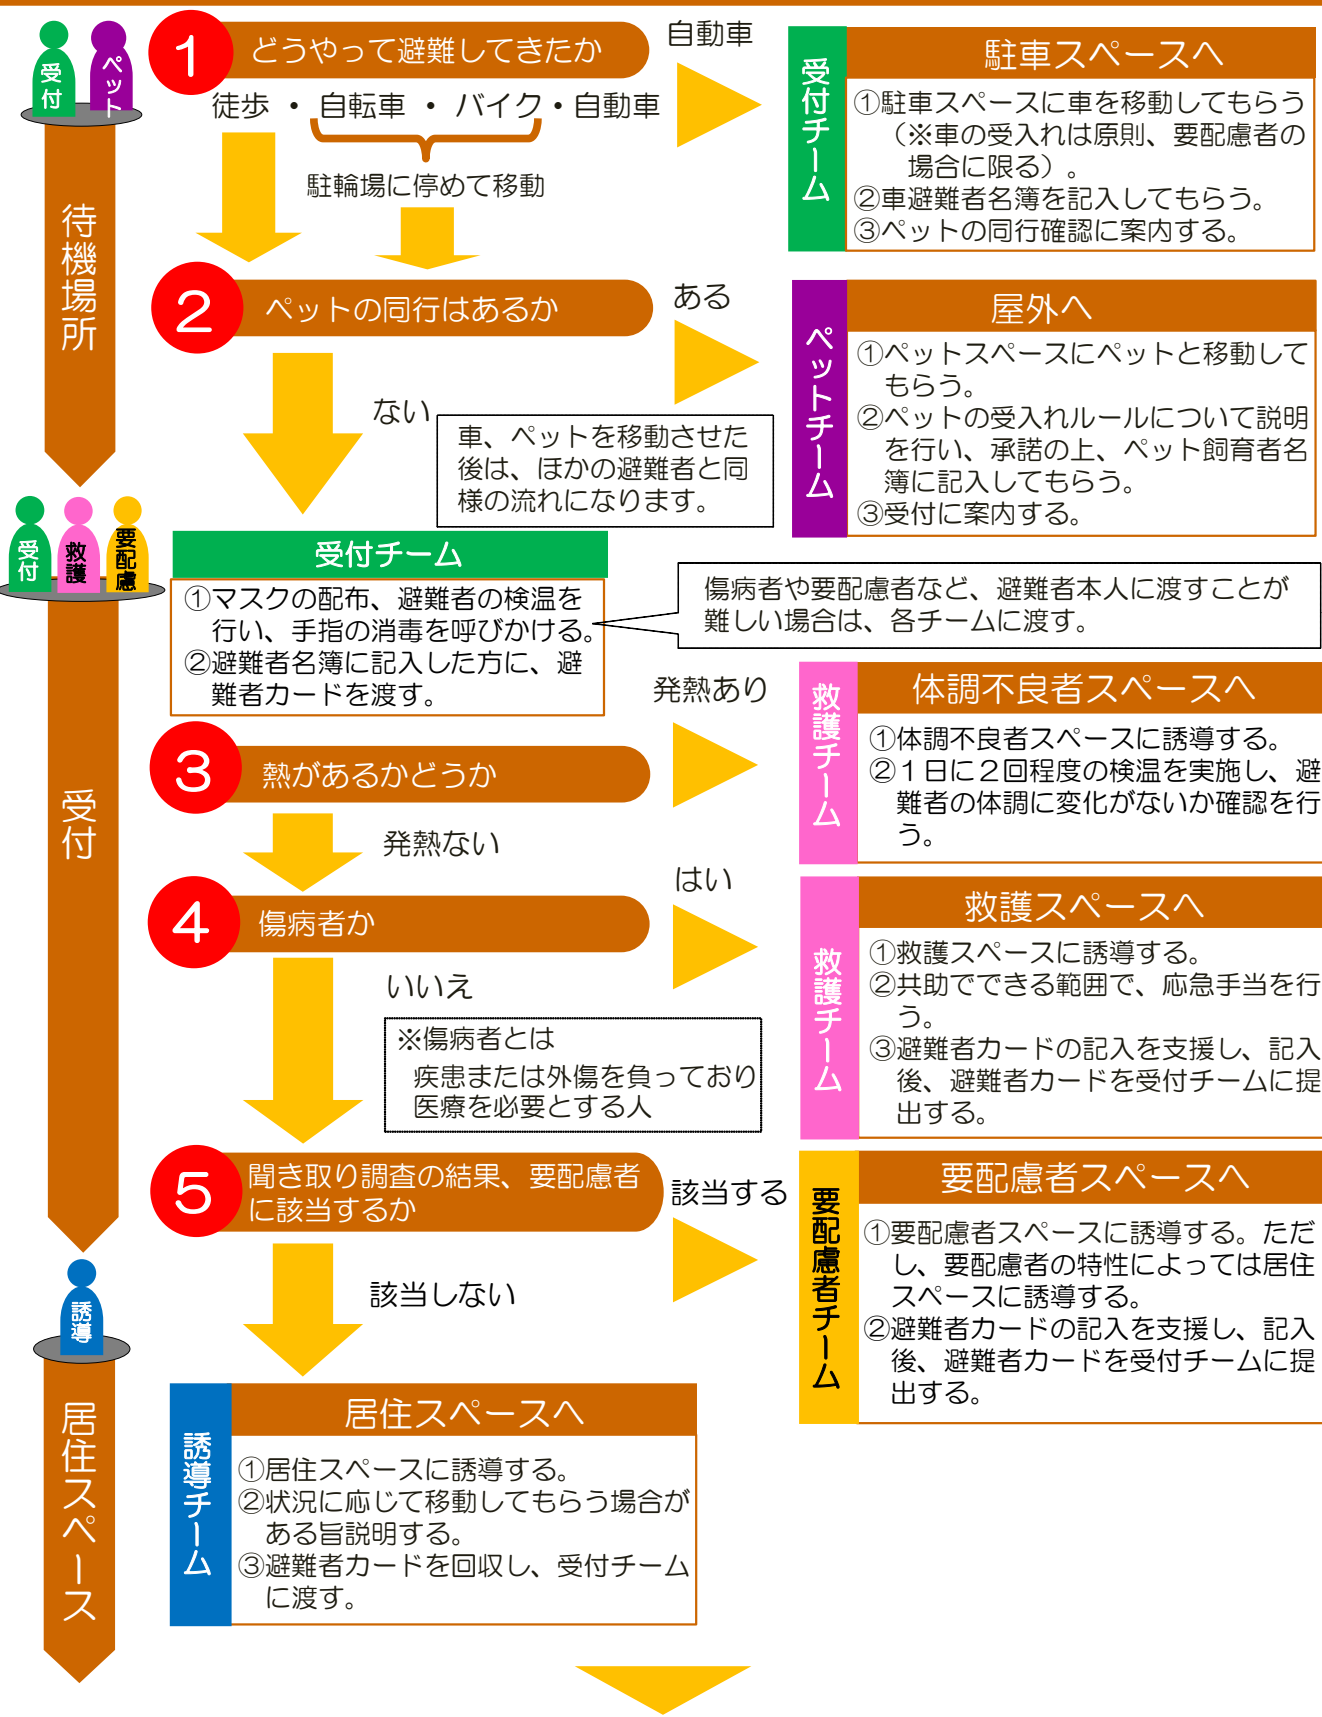 受付
ペット
待機場所
1
どうやって避難してきたか
自動車
徒歩 ・ 自転車 ・ バイク・自動車
駐輪場に停めて移動
受付チーム
駐車スペースへ
①駐車スペースに車を移動してもらう
（※車の受入れは原則、要配慮者の
場合に限る）。
②車避難者名簿を記入してもらう。
③ペットの同行確認に案内する。
2
ペットの同行はあるか
ある
ない
車、ペットを移動させた
後は、ほかの避難者と同
様の流れになります。
ペットチーム
屋外へ
①ペットスペースにペットと移動して
もらう。
②ペットの受入れルールについて説明
を行い、承諾の上、ペット飼育者名
簿に記入してもらう。
③受付に案内する。
受付
救護
要配慮
受付
受付チーム
①マスクの配布、避難者の検温を
行い、手指の消毒を呼びかける。
②避難者名簿に記入した方に、避
難者カードを渡す。
傷病者や要配慮者など、避難者本人に渡すことが
難しい場合は、各チームに渡す。
3
熱があるかどうか
発熱あり
発熱ない
救護チーム
体調不良者スペースへ
①体調不良者スペースに誘導する。
②１日に２回程度の検温を実施し、避
難者の体調に変化がないか確認を行
う。
4
傷病者か
はい
いいえ
※傷病者とは
疾患または外傷を負っており
医療を必要とする人
救護チーム
救護スペースへ
①救護スペースに誘導する。
②共助でできる範囲で、応急手当を行
う。
③避難者カードの記入を支援し、記入
後、避難者カードを受付チームに提
出する。
5
聞き取り調査の結果、要配慮者
に該当するか
該当する
該当しない
要配慮者チーム
要配慮者スペースへ
①要配慮者スペースに誘導する。ただ
し、要配慮者の特性によっては居住
スペースに誘導する。
②避難者カードの記入を支援し、記入
後、避難者カードを受付チームに提
出する。
誘導
居住スペース
誘導チーム
居住スペースへ
①居住スペースに誘導する。
②状況に応じて移動してもらう場合が
ある旨説明する。
③避難者カードを回収し、受付チーム
に渡す。